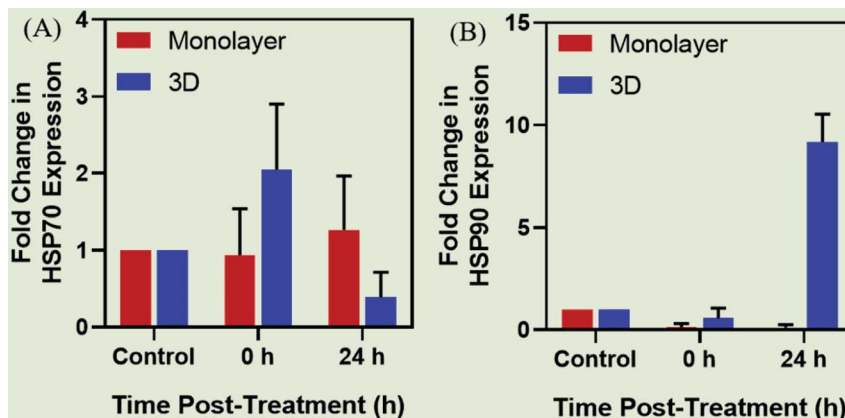 (A)
Fold Change in
HSP70 Expression
4
3
2
1
0
Monolayer
3D
Control
0 h
24 h
Time Post-Treatment (h)
(B)
Fold Change in
HSP90 Expression
15
10
5
0
Monolayer
3D
Control
0 h
24 h
Time Post-Treatment (h)